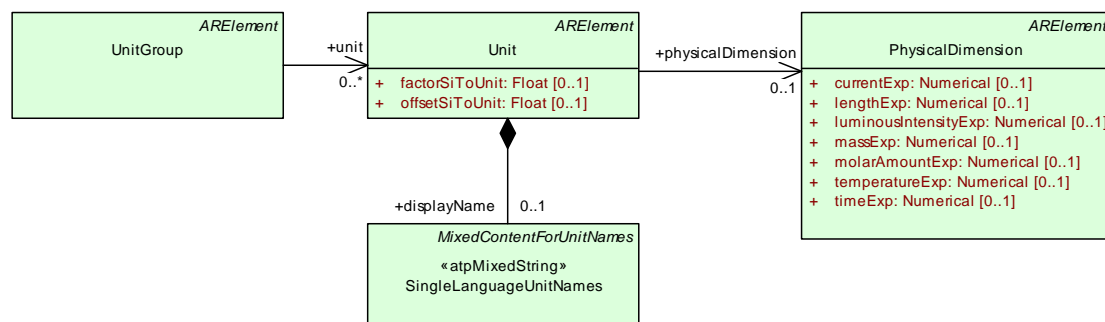 ARElement
UnitGroup
+unit
0..*
ARElement
Unit
+ factorSiToUnit: Float [0..1]
+ offsetSiToUnit: Float [0..1]
+physicalDimension
0..1
ARElement
PhysicalDimension
+ currentExp: Numerical [0..1]
+ lengthExp: Numerical [0..1]
+ luminousIntensityExp: Numerical [0..1]
+ massExp: Numerical [0..1]
+ molarAmountExp: Numerical [0..1]
+ temperatureExp: Numerical [0..1]
+ timeExp: Numerical [0..1]
+displayName
0..1
MixedContentForUnitNames
«atpMixedString»
SingleLanguageUnitNames